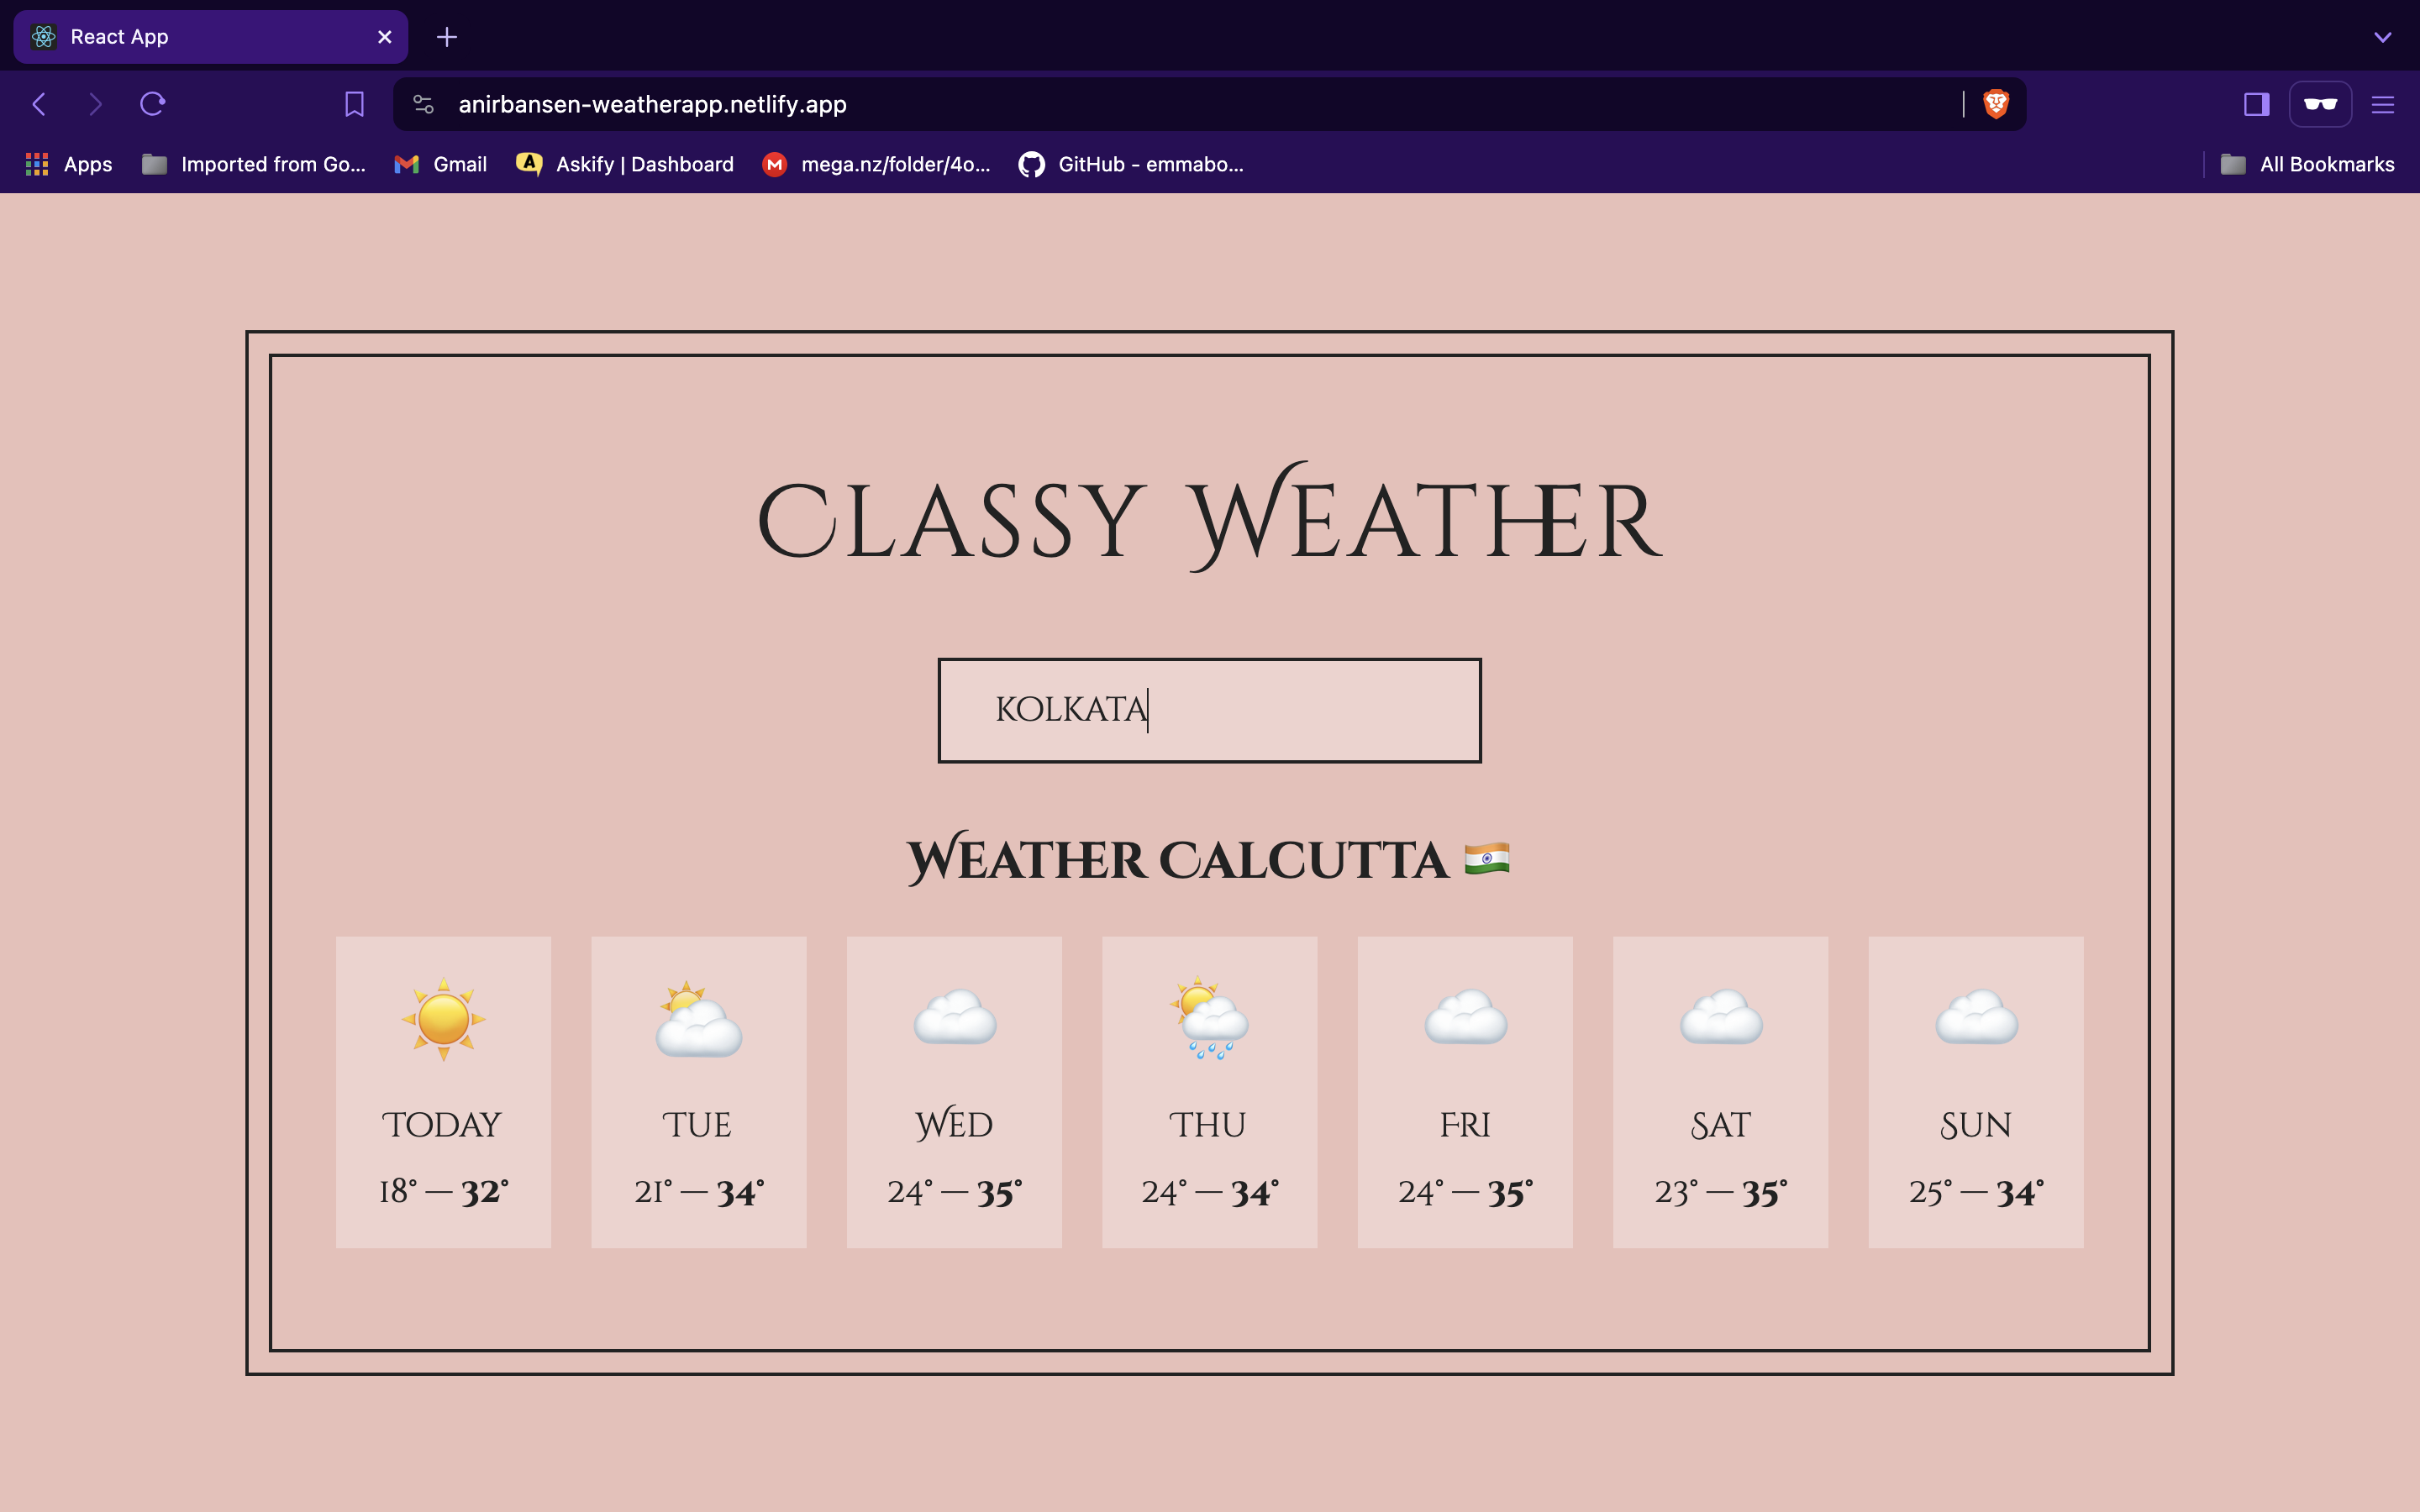 React App
anirbansen-weatherapp.netlify.app
Apps Imported from Go... Gmail Askify | Dashboard mega.nz/folder/4o... GitHub - emmabo... All Bookmarks
CLASSY WEATHER
KOLKATA
WEATHER CALCUTTA
TODAY TUE WED THU FRI SAT SUN
18° — 32° 21° — 34° 24° — 35° 24° — 34° 24° — 35° 23° — 35° 25° — 34°